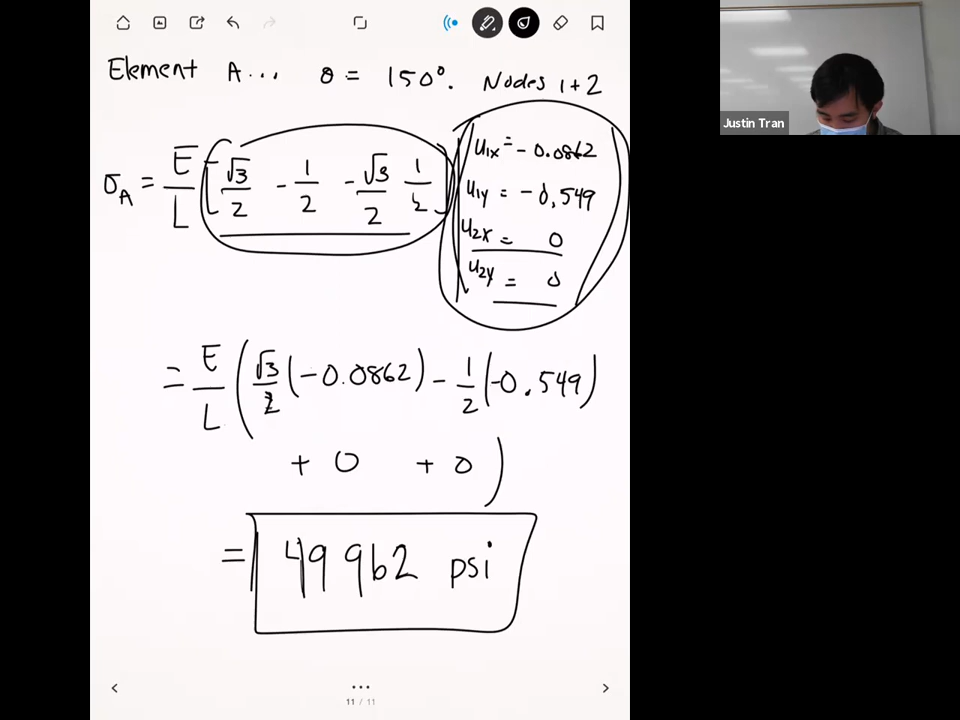 Element A... θ = 150°. Nodes 1+2
σA = E/L [√3/2 -1/2 -√3/2 1/2]
u1x = -0.0862
u1y = -0.549
u2x = 0
u2y = 0
= E/L (√3/2 (-0.0862) - 1/2 (-0.549)
+ 0 + 0)
= 49 962 psi
11 / 11
Justin Tran